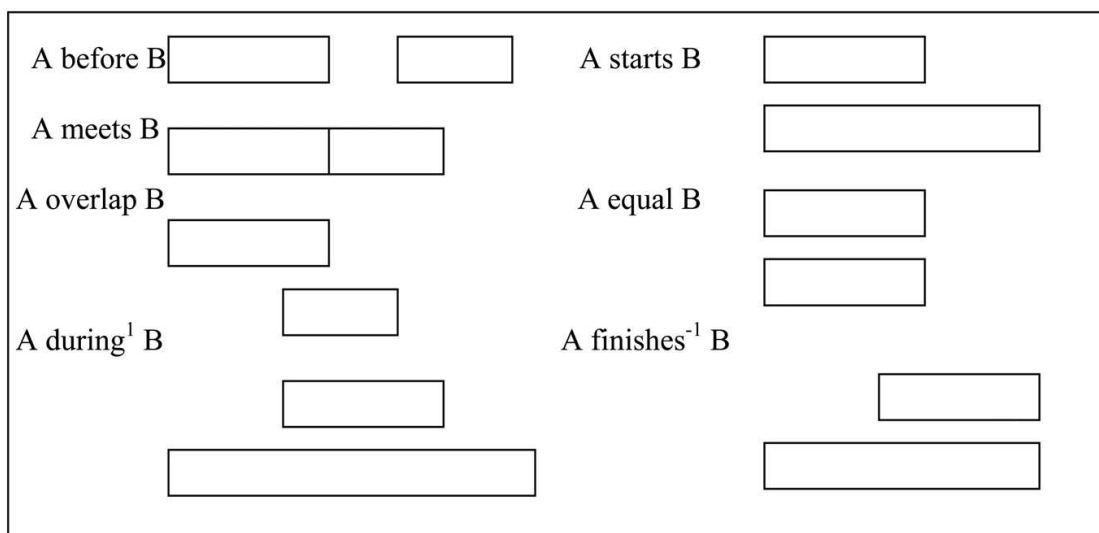 A before B
A meets B
A overlap B
A during¹ B
A starts B
A equal B
A finishes⁻¹ B